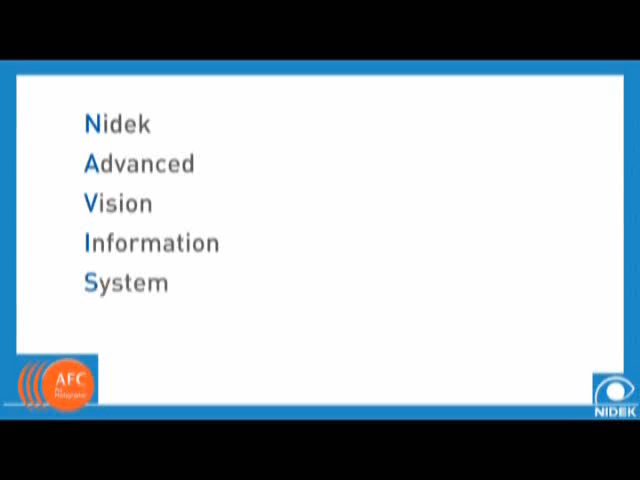 Nidek
Advanced
Vision
Information
System
AFC
NIDEK